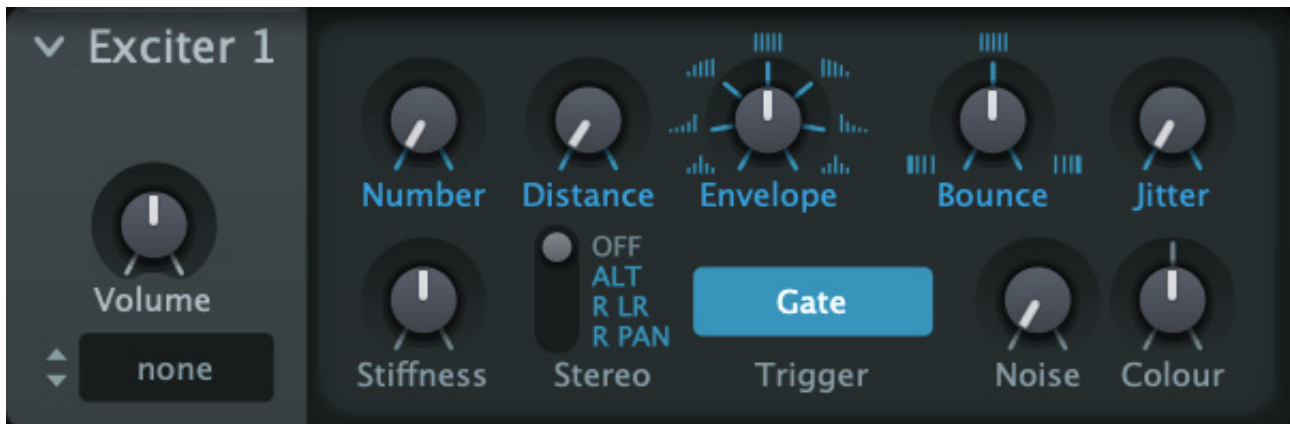 Exciter 1
Volume
none
Number
Distance
Envelope
Bounce
Jitter
Stiffness
OFF
ALT
R LR
R PAN
Stereo
Gate
Trigger
Noise
Colour